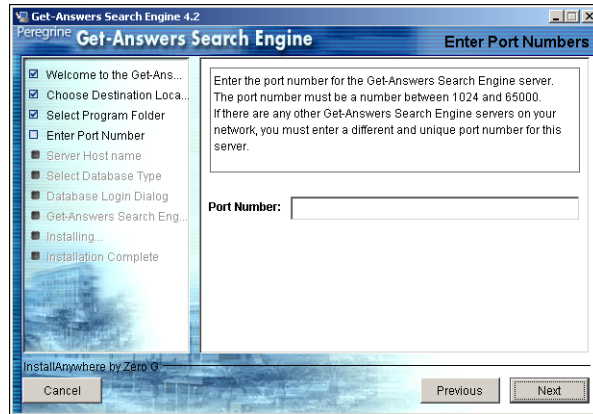 Get-Answers Search Engine 4.2
Peregrine Get-Answers Search Engine
Enter Port Numbers
Welcome to the Get-Ans...
Choose Destination Loca...
Select Program Folder
Enter Port Number
Server Host name
Select Database Type
Database Login Dialog
Get-Answers Search Eng...
Installing...
Installation Complete
Enter the port number for the Get-Answers Search Engine server.
The port number must be a number between 1024 and 65000.
If there are any other Get-Answers Search Engine servers on your
network, you must enter a different and unique port number for this
server.
Port Number:
InstallAnywhere by Zero G
Cancel
Previous
Next